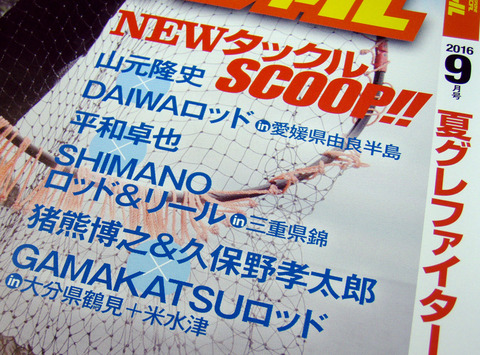 NEWタックル
SCOOP!!
山元隆史
×
DAIWAロッド in 愛媛県由良半島
平和卓也
×
SHIMANO
ロッド&リール in 三重県錦
猪熊博之&久保野孝太郎
×
GAMAKATSUロッド
in 大分県鶴見+米水津
2016
9
月号
夏グレファイター